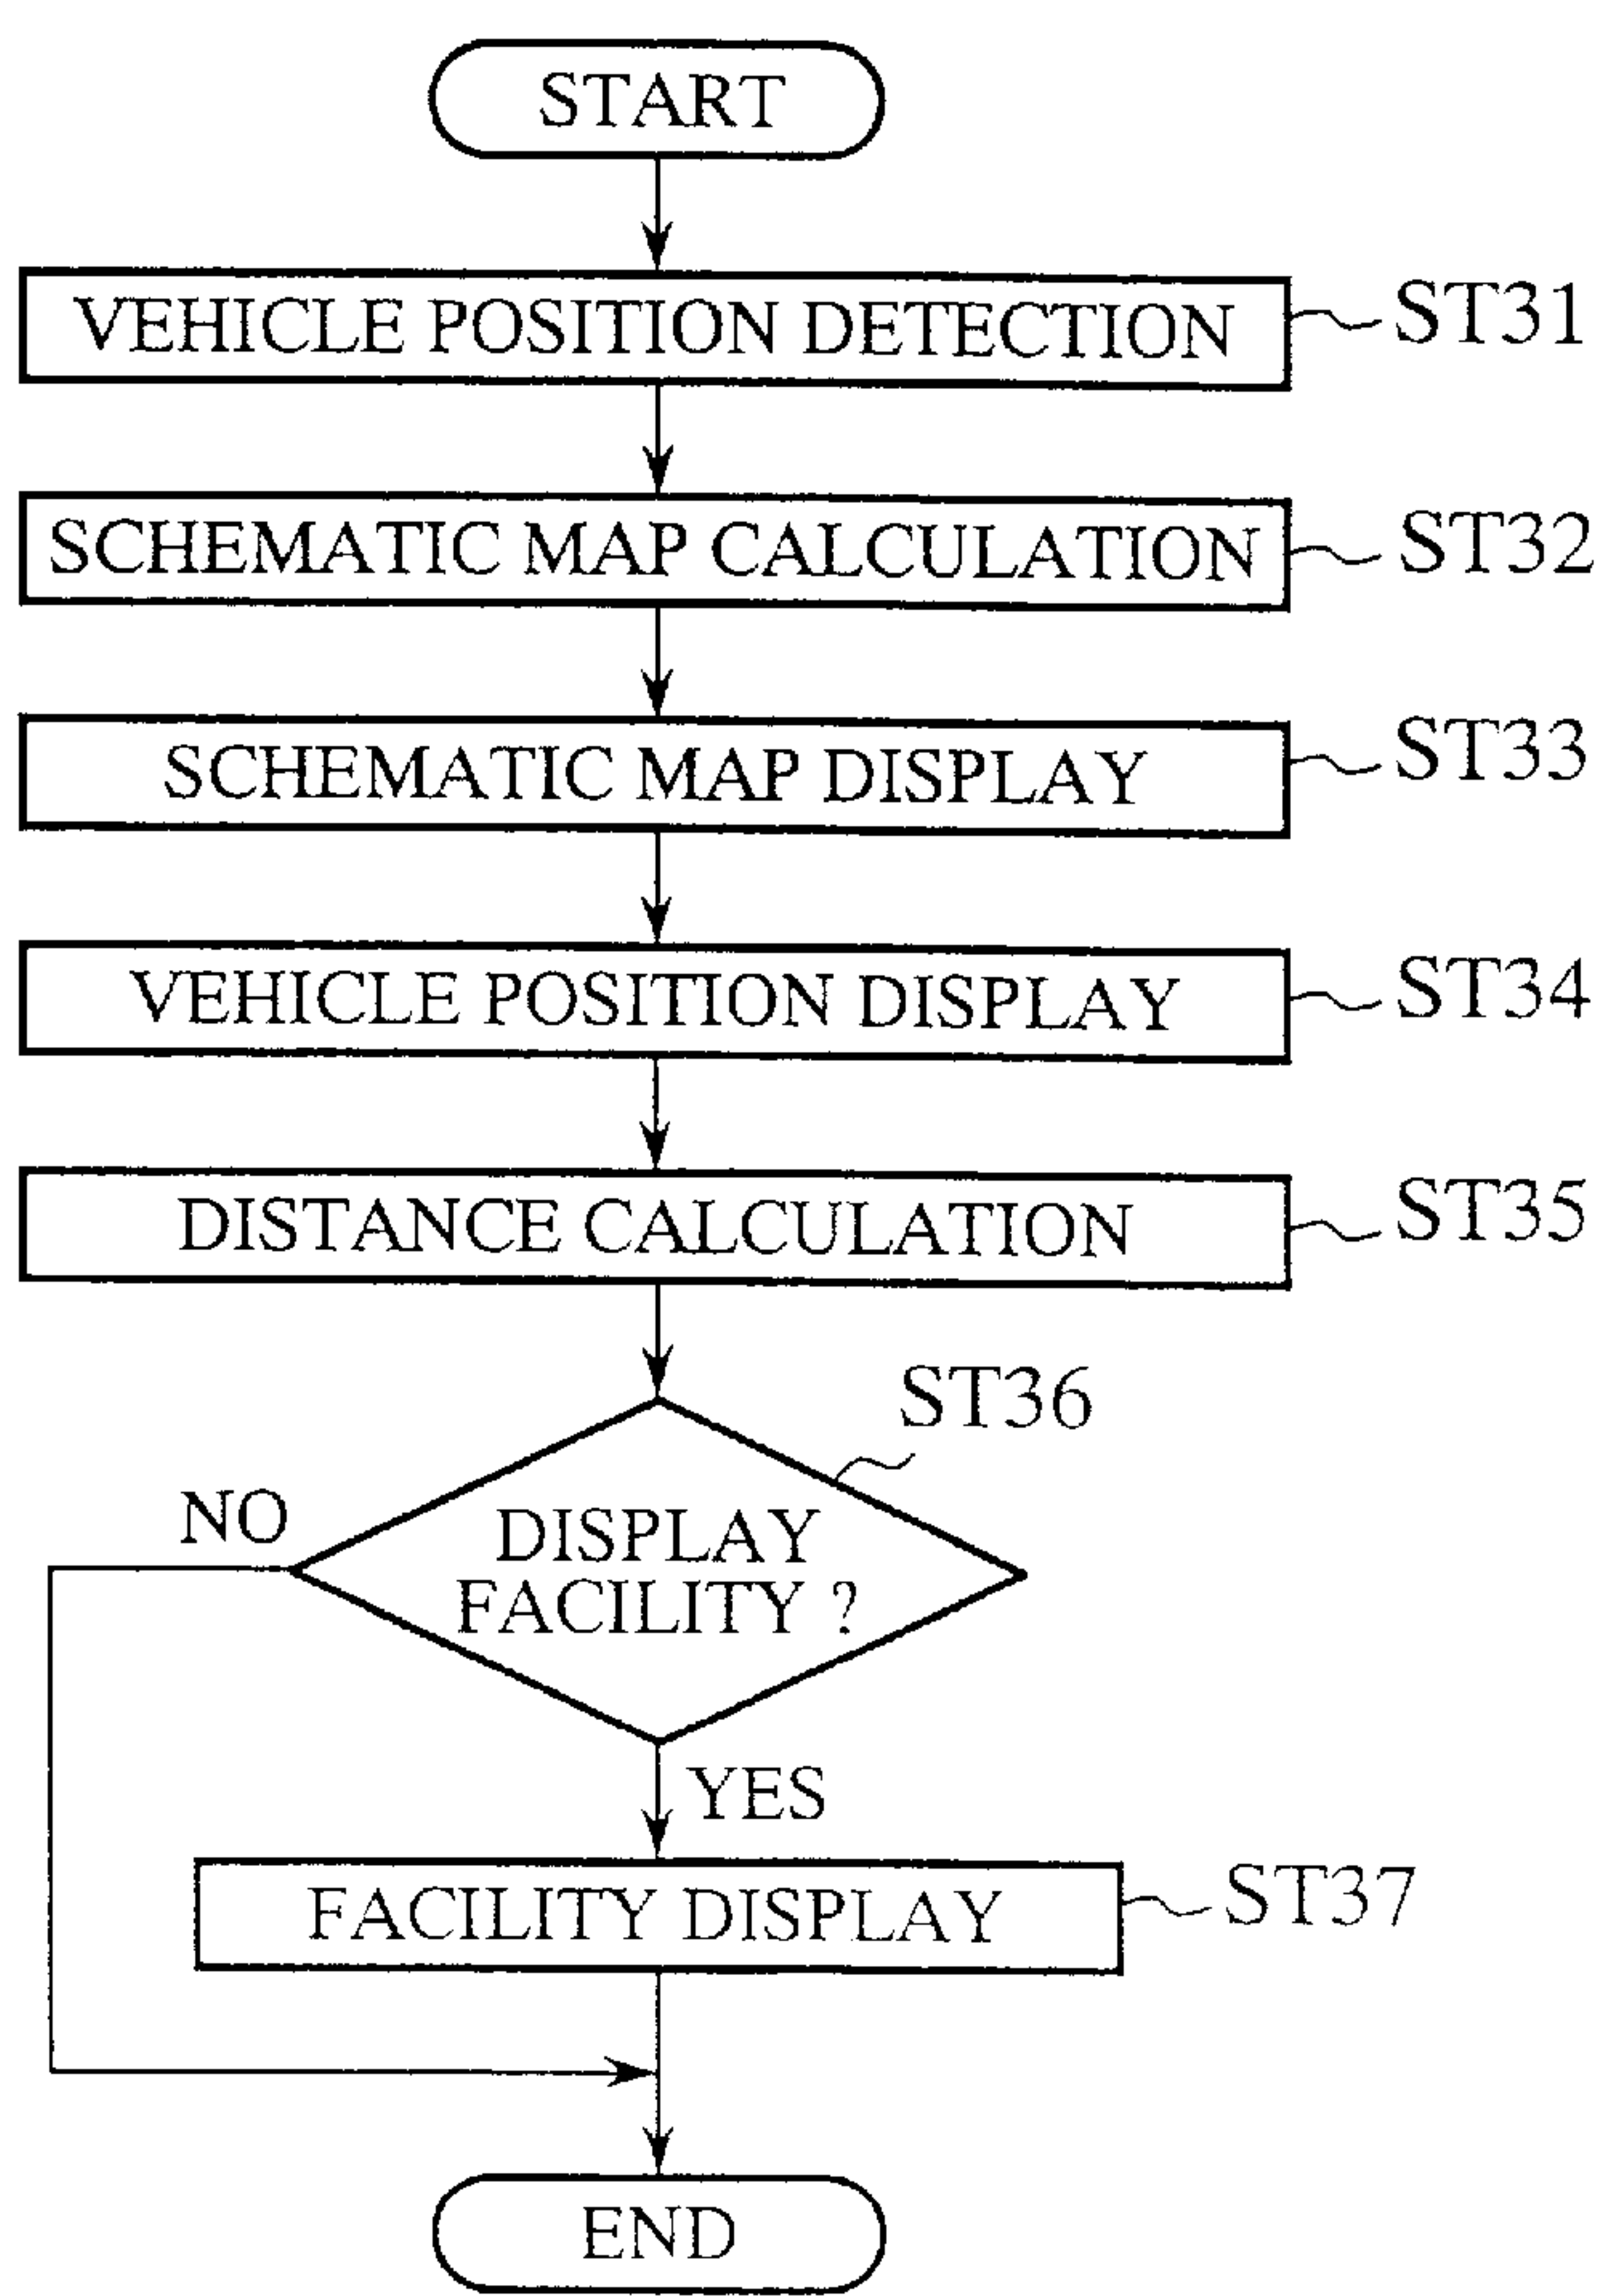 START
VEHICLE POSITION DETECTION
ST31
SCHEMATIC MAP CALCULATION
ST32
SCHEMATIC MAP DISPLAY
ST33
VEHICLE POSITION DISPLAY
ST34
DISTANCE CALCULATION
ST35
ST36
NO
DISPLAY
FACILITY ?
YES
FACILITY DISPLAY
ST37
END